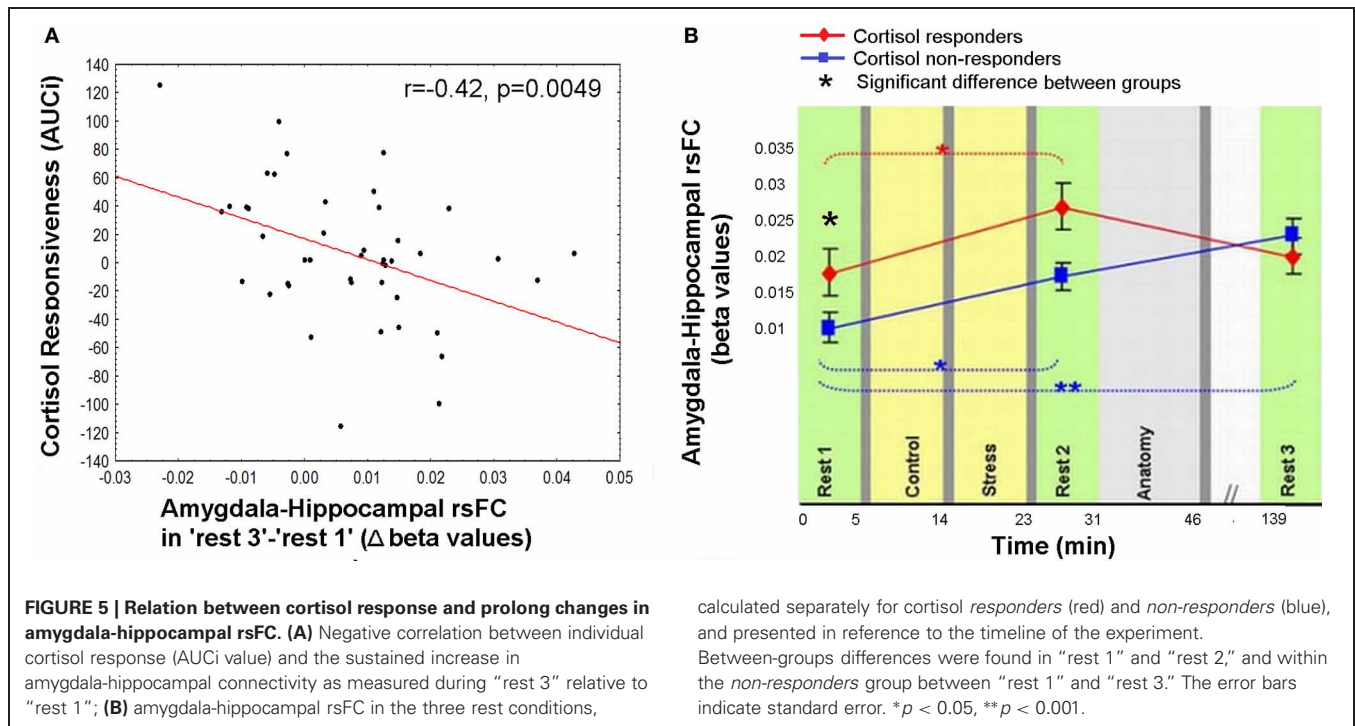 A
140
120
100
80
60
40
20
0
-20
-40
-60
-80
-100
-120
-140
Cortisol Responsiveness (AUCi)
r=-0.42, p=0.0049
-0.03 -0.02 -0.01 0.00 0.01 0.02 0.03 0.04 0.05
Amygdala-Hippocampal rsFC
in 'rest 3'-'rest 1' (Δ beta values)
B
Cortisol responders
Cortisol non-responders
* Significant difference between groups
Amygdala-Hippocampal rsFC
(beta values)
0.035
0.03
0.025
0.02
0.015
0.01
*
*
*
**
Rest 1
Control
Stress
Rest 2
Anatomy
//
Rest 3
0 5 14 23 31 46 139
Time (min)
FIGURE 5 | Relation between cortisol response and prolong changes in
amygdala-hippocampal rsFC. (A) Negative correlation between individual
cortisol response (AUCi value) and the sustained increase in
amygdala-hippocampal connectivity as measured during “rest 3” relative to
“rest 1”; (B) amygdala-hippocampal rsFC in the three rest conditions,
calculated separately for cortisol responders (red) and non-responders (blue),
and presented in reference to the timeline of the experiment.
Between-groups differences were found in “rest 1” and “rest 2,” and within
the non-responders group between “rest 1” and “rest 3.” The error bars
indicate standard error. *p < 0.05, **p < 0.001.